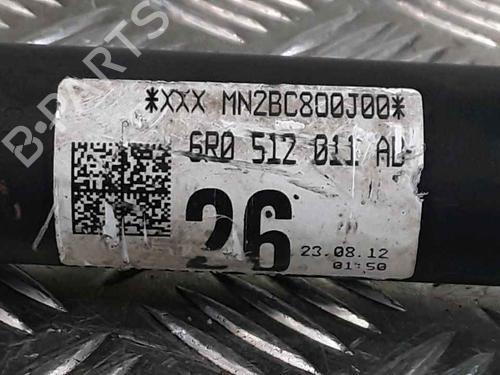 B-PARTS
*XXX MN2BC800J00*
6R0 512 011 AL
26
23.08.12
01:50